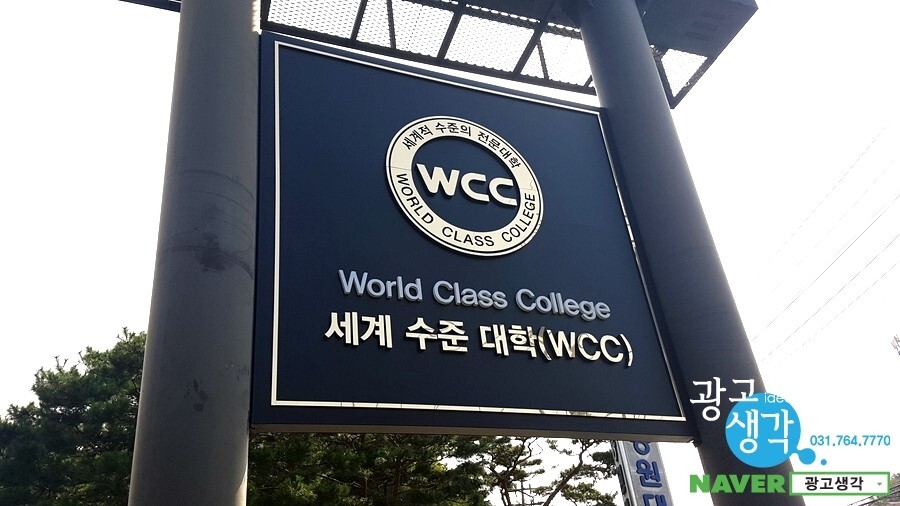 세계적 수준의 전문대학
WCC
WORLD CLASS COLLEGE
World Class College
세계 수준 대학(WCC)
광고
idea
생각
031.764.7770
NAVER 광고생각